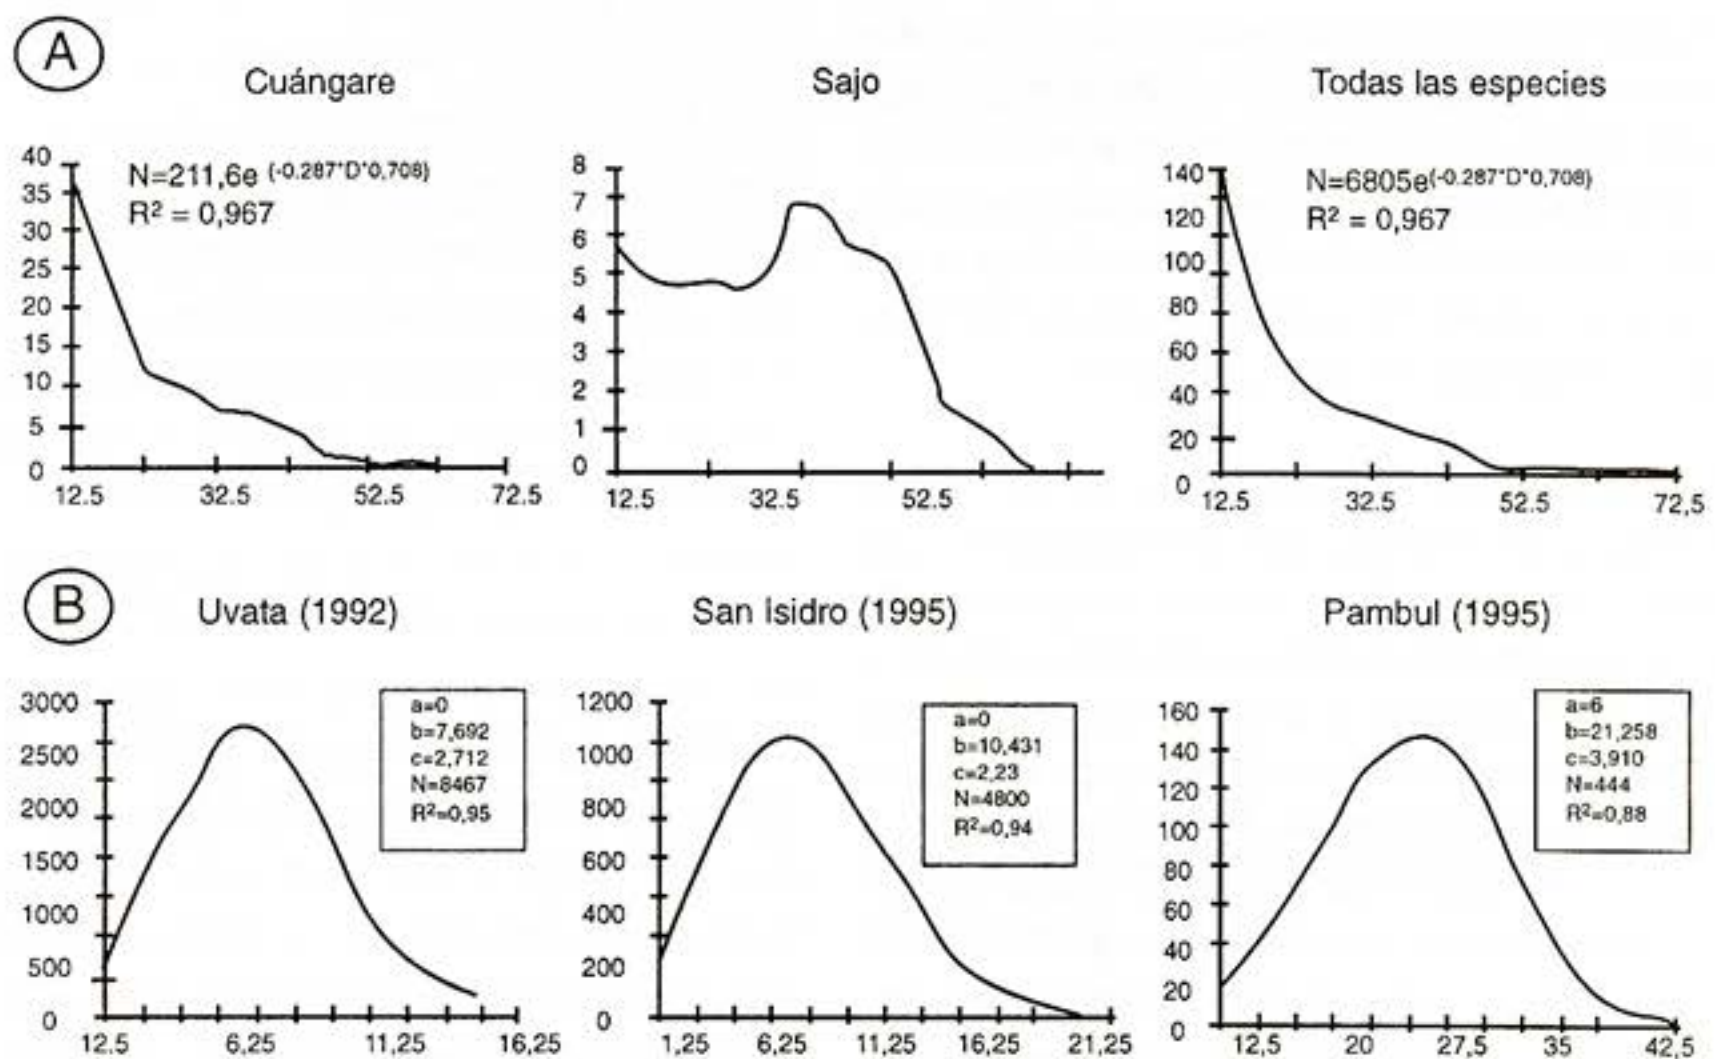 A
Cuángare
Sajo
Todas las especies
40
35
30
25
20
15
10
5
0
12.5
32.5
52.5
72.5
N=211,6e (-0.287*D*0,708)
R² = 0,967
8
7
6
5
4
3
2
1
0
12.5
32.5
52.5
140
120
100
80
60
40
20
0
12.5
32.5
52.5
72,5
N=6805e(-0.287*D*0,708)
R² = 0,967
B
Uvata (1992)
San Isidro (1995)
Pambul (1995)
3000
2500
2000
1500
1000
500
0
12.5
6,25
11,25
16,25
a=0
b=7,692
c=2,712
N=8467
R²=0,95
1200
1000
800
600
400
200
0
1,25
6,25
11,25
16,25
21,25
a=0
b=10,431
c=2,23
N=4800
R²=0,94
160
140
120
100
80
60
40
20
0
12,5
20
27,5
35
42,5
a=6
b=21,258
c=3,910
N=444
R²=0,88